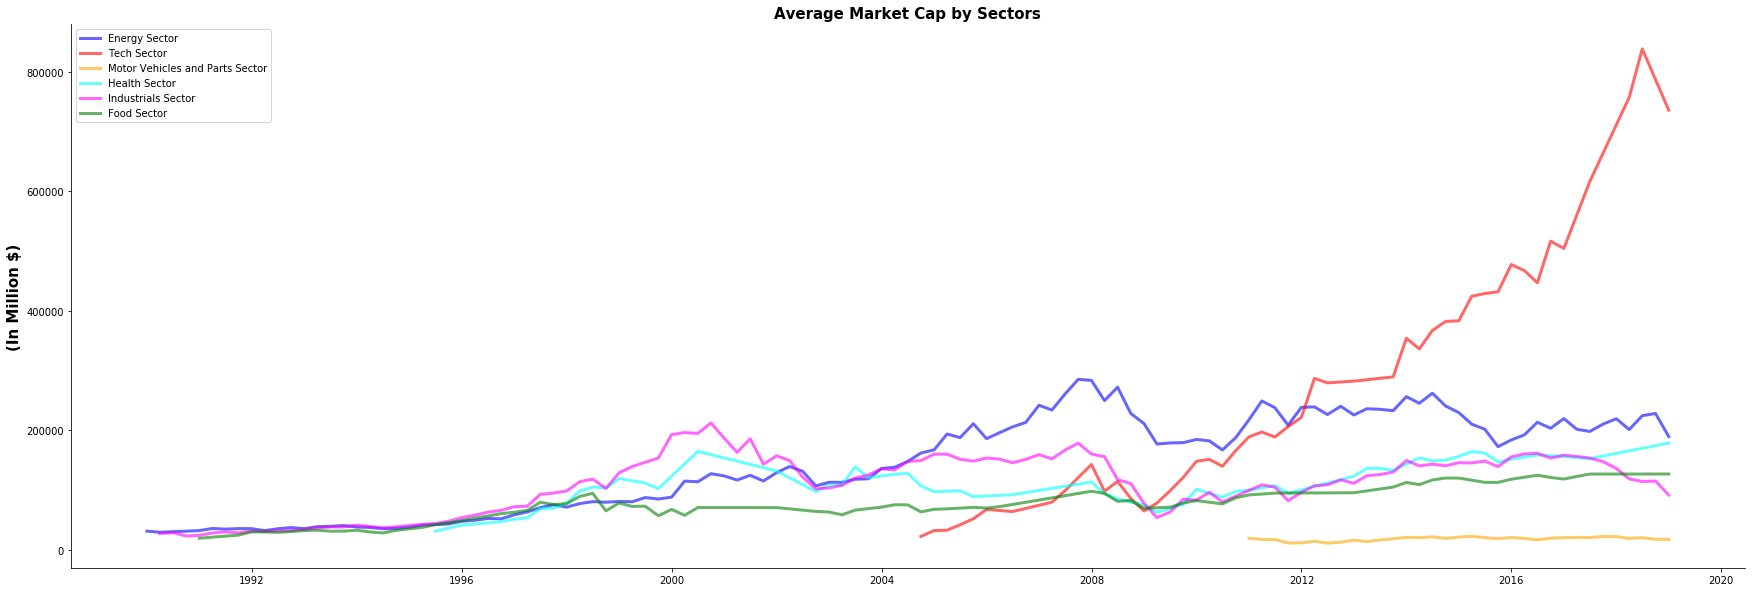 Average Market Cap by Sectors
Energy Sector
Tech Sector
Motor Vehicles and Parts Sector
Health Sector
Industrials Sector
Food Sector
(In Million $)
800000
600000
400000
200000
0
1992
1996
2000
2004
2008
2012
2016
2020